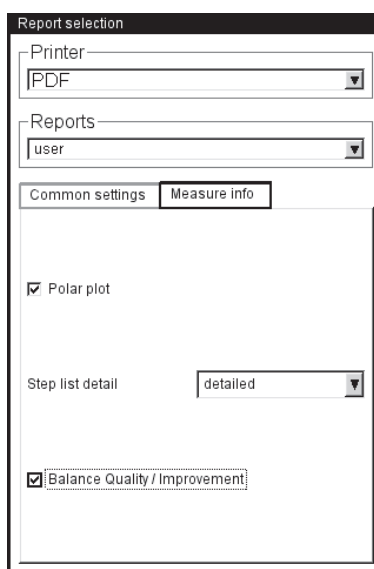 Report selection
Printer
PDF
Reports
user
Common settings Measure info
Polar plot
Step list detail detailed
Balance Quality / Improvement